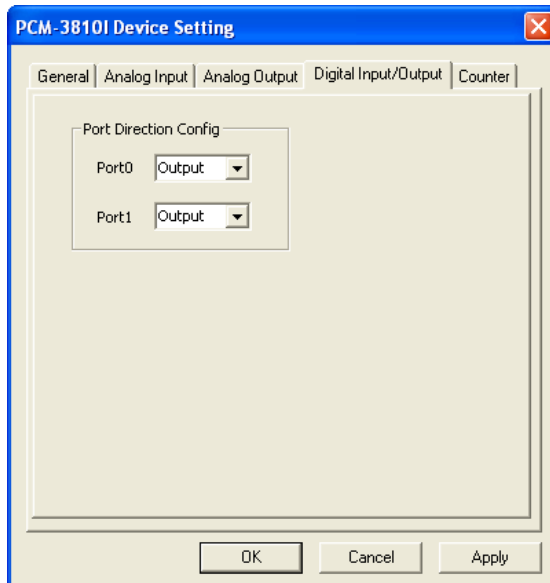 PCM-3810I Device Setting
General Analog Input Analog Output Digital Input/Output Counter
Port Direction Config
Port0 Output
Port1 Output
OK Cancel Apply